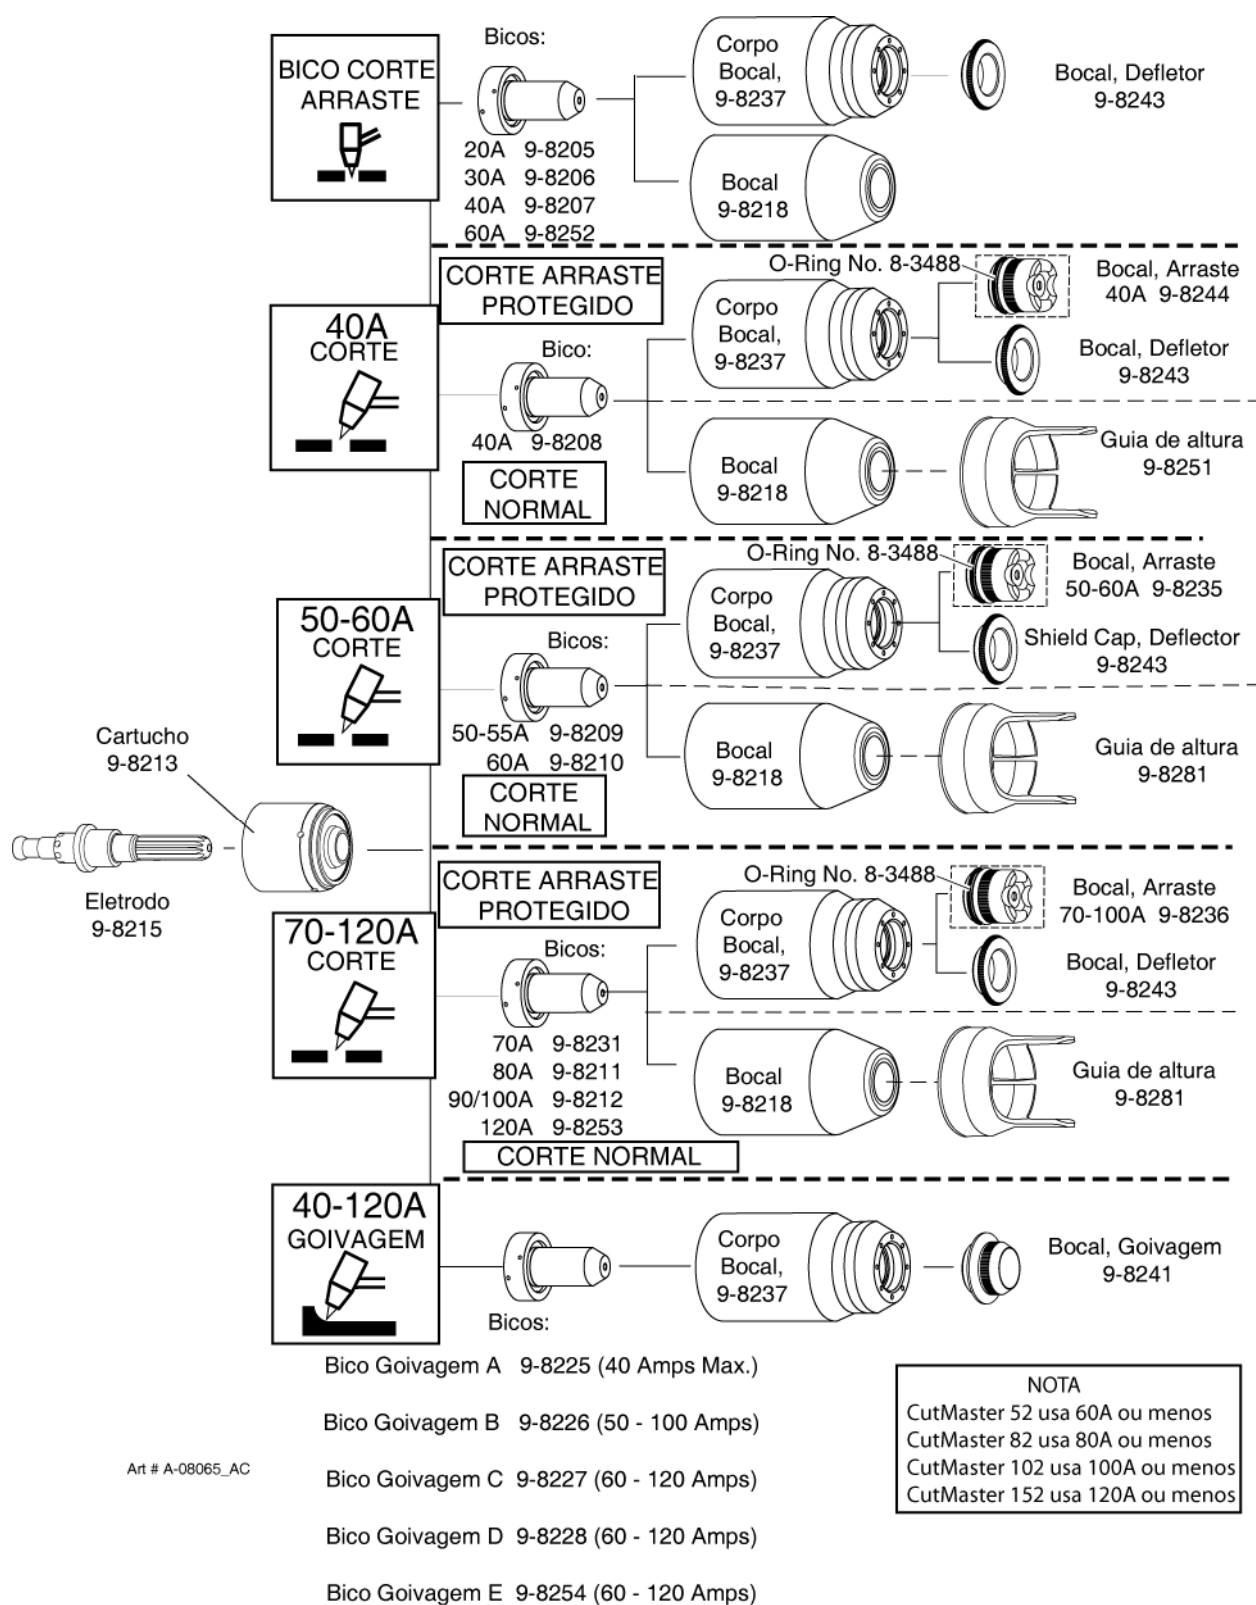 Bicos:
BICO CORTE
ARRASTE
20A 9-8205
30A 9-8206
40A 9-8207
60A 9-8252
Corpo
Bocal,
9-8237
Bocal, Defletor
9-8243
Bocal
9-8218
CORTE ARRASTE
PROTEGIDO
40A
CORTE
Bico:
40A 9-8208
CORTE
NORMAL
O-Ring No. 8-3488
Corpo
Bocal,
9-8237
Bocal, Arraste
40A 9-8244
Bocal, Defletor
9-8243
Bocal
9-8218
Guia de altura
9-8251
CORTE ARRASTE
PROTEGIDO
50-60A
CORTE
Bicos:
50-55A 9-8209
60A 9-8210
CORTE
NORMAL
O-Ring No. 8-3488
Corpo
Bocal,
9-8237
Bocal, Arraste
50-60A 9-8235
Shield Cap, Deflector
9-8243
Bocal
9-8218
Guia de altura
9-8281
Cartucho
9-8213
Eletrodo
9-8215
CORTE ARRASTE
PROTEGIDO
70-120A
CORTE
Bicos:
70A 9-8231
80A 9-8211
90/100A 9-8212
120A 9-8253
CORTE NORMAL
O-Ring No. 8-3488
Corpo
Bocal,
9-8237
Bocal, Arraste
70-100A 9-8236
Bocal, Defletor
9-8243
Bocal
9-8218
Guia de altura
9-8281
40-120A
GOIVAGEM
Bicos:
Corpo
Bocal,
9-8237
Bocal, Goivagem
9-8241
Bico Goivagem A 9-8225 (40 Amps Max.)
Bico Goivagem B 9-8226 (50 - 100 Amps)
Bico Goivagem C 9-8227 (60 - 120 Amps)
Bico Goivagem D 9-8228 (60 - 120 Amps)
Bico Goivagem E 9-8254 (60 - 120 Amps)
Art # A-08065_AC
NOTA
CutMaster 52 usa 60A ou menos
CutMaster 82 usa 80A ou menos
CutMaster 102 usa 100A ou menos
CutMaster 152 usa 120A ou menos